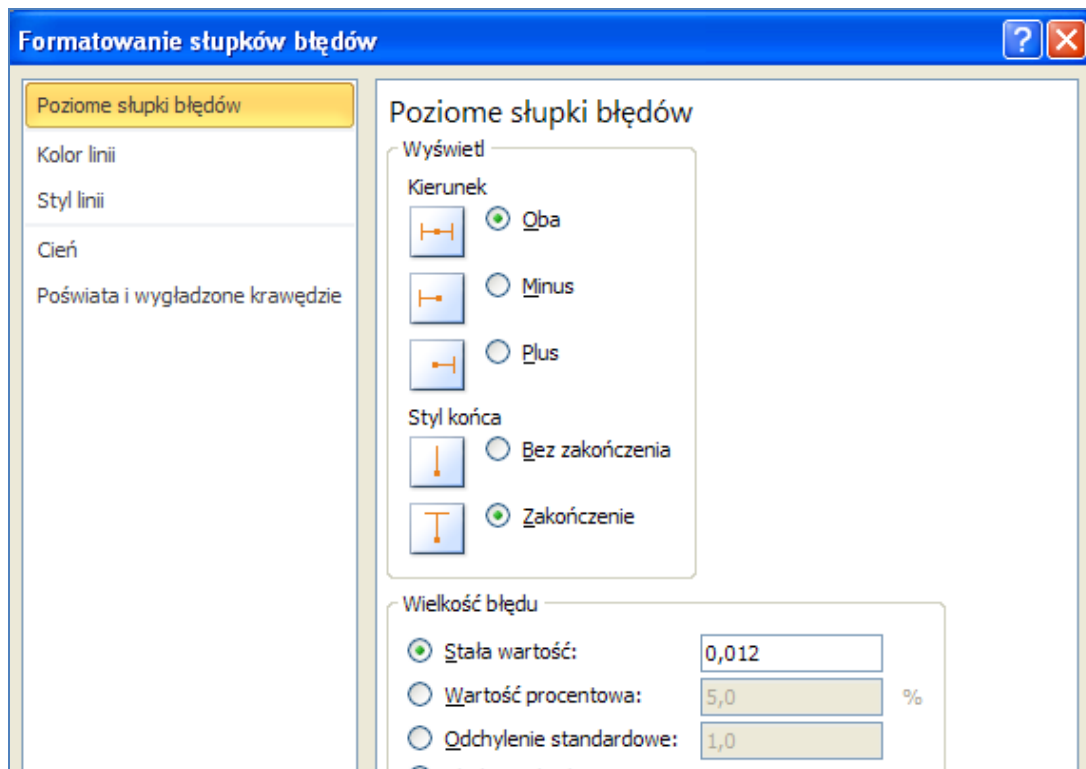 Formatowanie słupków błędów
Poziome słupki błędów
Kolor linii
Styl linii
Cień
Poświata i wygładzone krawędzie
Poziome słupki błędów
Wyświetl
Kierunek
Oba
Minus
Plus
Styl końca
Bez zakończenia
Zakończenie
Wielkość błędu
Stała wartość: 0,012
Wartość procentowa: 5,0 %
Odchylenie standardowe: 1,0